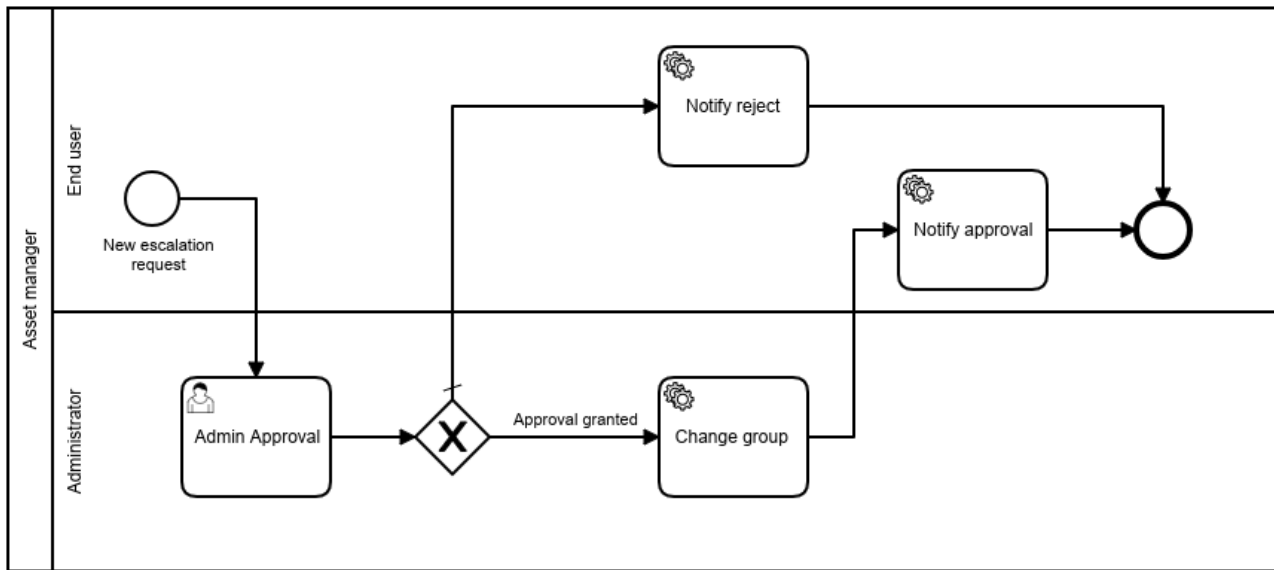 Asset manager
End user
New escalation
request
Notify reject
Notify approval
Administrator
Admin Approval
X
Approval granted
Change group